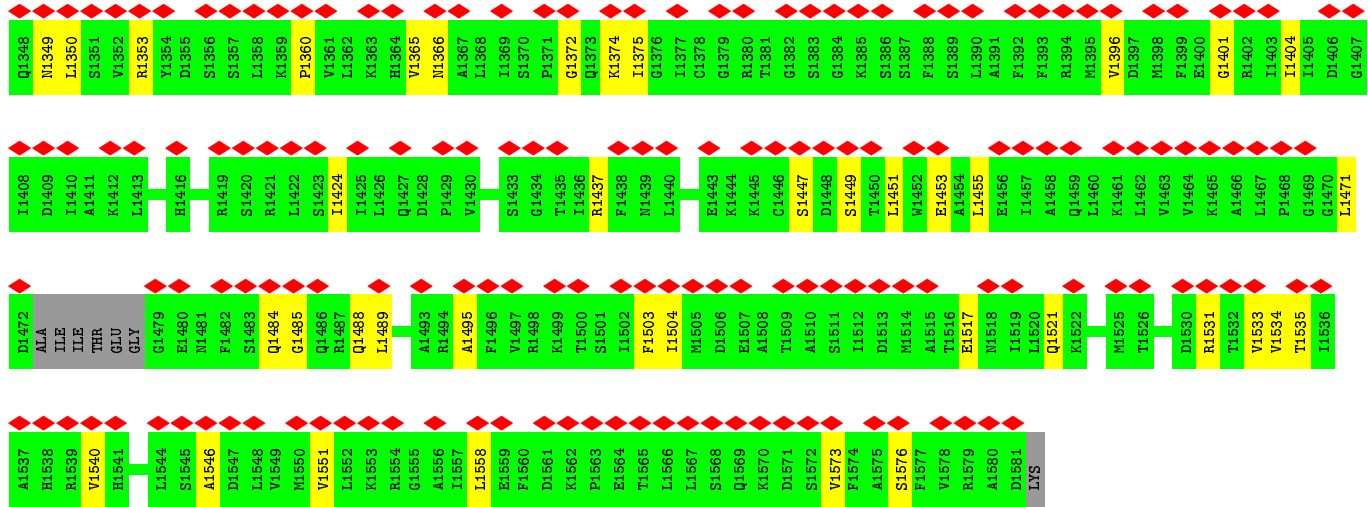 Q1348 N1349 L1350 S1351 V1352 R1353 Y1354 D1355 S1356 S1357 L1358 K1359 P1360 V1361 L1362 K1363 H1364 V1365 N1366 A1367 L1368 I1369 S1370 P1371 G1372 Q1373 K1374 I1375 G1376 I1377 C1378 G1379 R1380 T1381 G1382 S1383 G1384 K1385 S1386 S1387 F1388 S1389 L1390 A1391 F1392 F1393 R1394 M1395 V1396 D1397 M1398 F1399 E1400 G1401 R1402 I1403 I1404 I1405 D1406 G1407
I1408 D1409 I1410 A1411 K1412 L1413 H1416 R1419 S1420 R1421 L1422 S1423 I1424 I1425 L1426 Q1427 D1428 P1429 V1430 S1433 G1434 T1435 I1436 R1437 F1438 N1439 L1440 E1443 K1444 K1445 C1446 S1447 D1448 S1449 T1450 L1451 W1452 E1453 A1454 L1455 E1456 I1457 A1458 Q1459 L1460 K1461 L1462 V1463 V1464 K1465 A1466 L1467 P1468 G1469 G1470 L1471
D1472 ALA ILE ILE THR GLU GLY G1479 E1480 N1481 F1482 S1483 Q1484 G1485 Q1486 R1487 Q1488 L1489 A1493 R1494 A1495 F1496 V1497 R1498 K1499 T1500 S1501 I1502 F1503 I1504 M1505 D1506 E1507 A1508 T1509 A1510 S1511 I1512 D1513 M1514 A1515 T1516 E1517 N1518 I1519 L1520 Q1521 K1522 M1525 T1526 D1530 R1531 T1532 V1533 V1534 T1535 I1536
A1537 H1538 R1539 V1540 H1541 L1544 S1545 A1546 D1547 L1548 V1549 M1550 V1551 L1552 K1553 R1554 G1555 A1556 I1557 L1558 E1559 F1560 D1561 K1562 P1563 E1564 T1565 L1566 L1567 S1568 Q1569 K1570 D1571 S1572 V1573 F1574 A1575 S1576 F1577 V1578 R1579 A1580 D1581 LYS